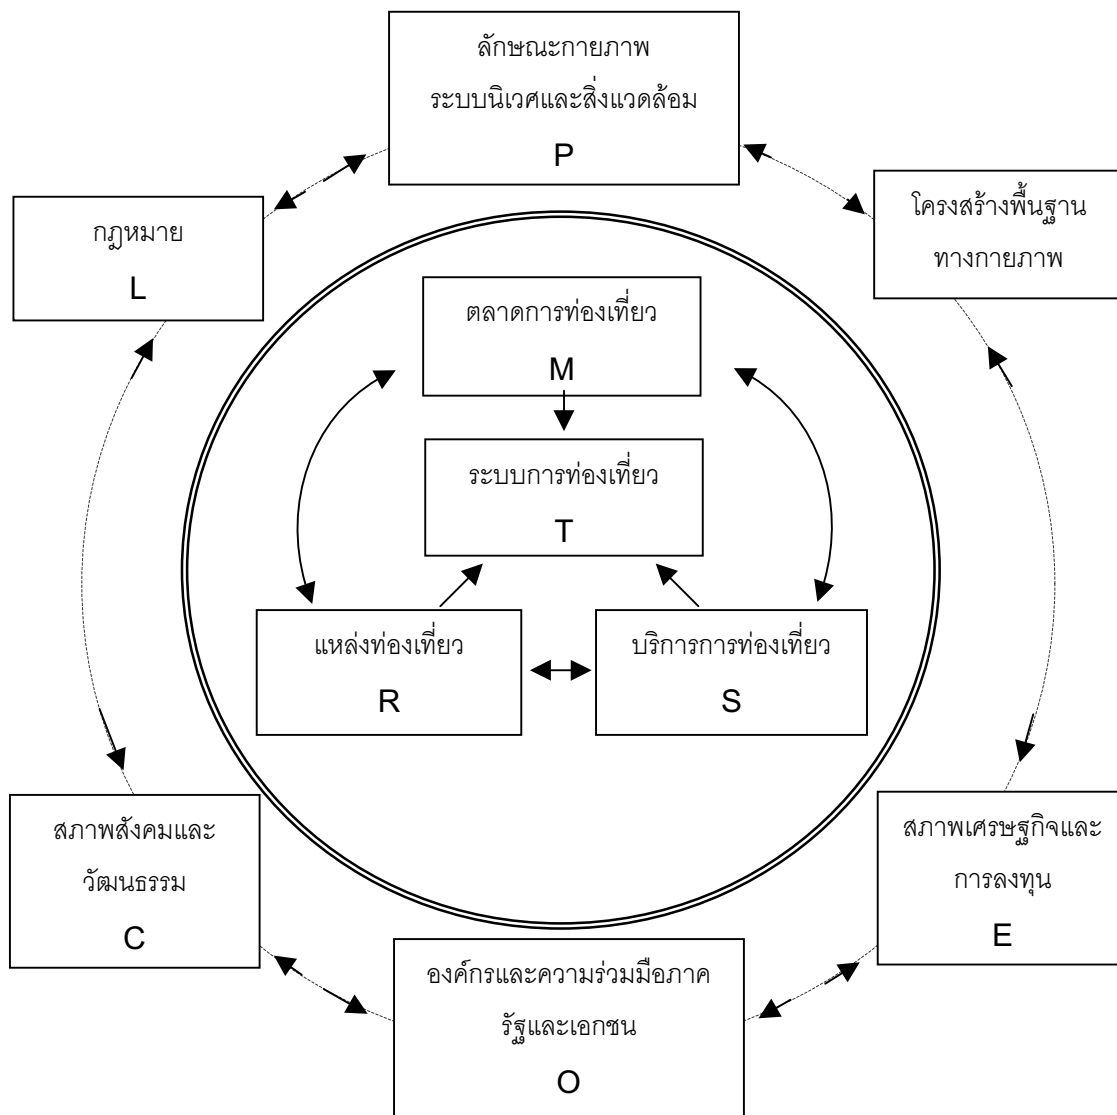 ลักษณะกายภาพ
ระบบนิเวศและสิ่งแวดล้อม
P
โครงสร้างพื้นฐาน
ทางกายภาพ
กฎหมาย
L
ตลาดการท่องเที่ยว
M
ระบบการท่องเที่ยว
T
แหล่งท่องเที่ยว
R
บริการการท่องเที่ยว
S
สภาพสังคมและ
วัฒนธรรม
C
สภาพเศรษฐกิจและ
การลงทุน
E
องค์กรและความร่วมมือภาค
รัฐและเอกชน
O